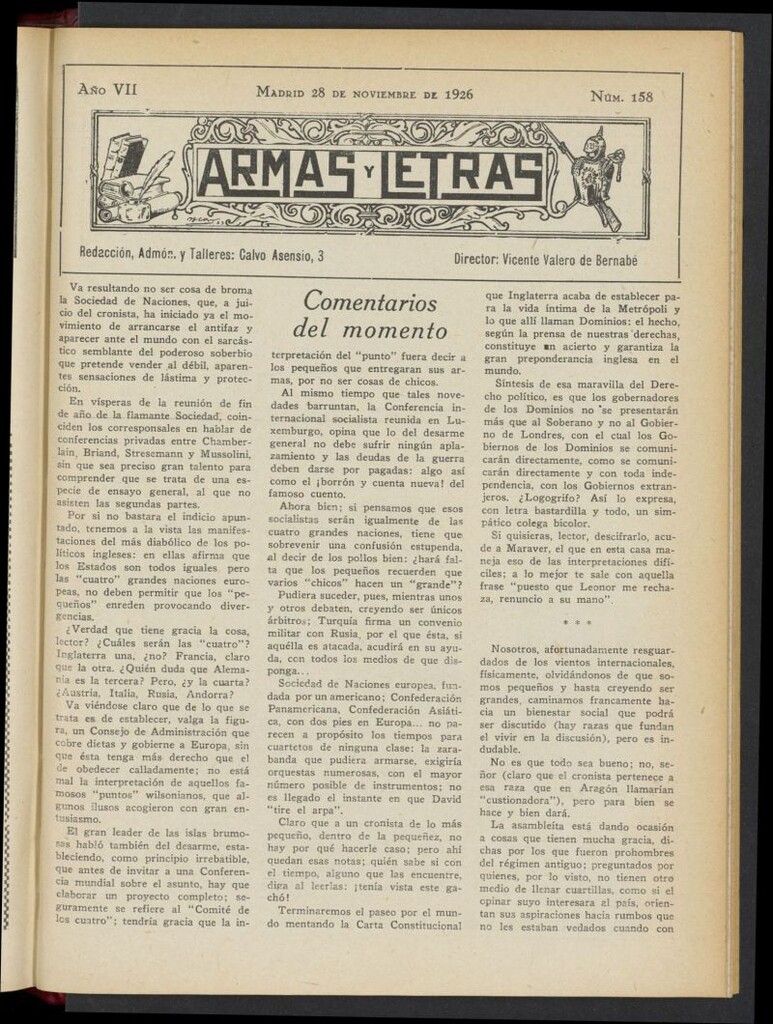 Año VII
Madrid 28 de noviembre de 1926
Núm. 158
ARMAS Y LETRAS
Redacción, Admón. y Talleres: Calvo Asensio, 3
Director: Vicente Valero de Bernabé
Va resultando no ser cosa de broma
la Sociedad de Naciones, que, a jui-
cio del cronista, ha iniciado ya el mo-
vimiento de arrancarse el antifaz y
aparecer ante el mundo con el sarcás-
tico semblante del poderoso soberbio
que pretende vender al débil, aparen-
tes sensaciones de lástima y protec-
ción.
En vísperas de la reunión de fin
de año de la flamante Sociedad, coin-
ciden los corresponsales en hablar de
conferencias privadas entre Chamber-
lain, Briand, Stresemann y Mussolini,
sin que sea preciso gran talento para
comprender que se trata de una es-
pecie de ensayo general, al que no
asisten las segundas partes.
Por si no bastara el indicio apun-
tado, tenemos a la vista las manifes-
taciones del más diabólico de los po-
líticos ingleses: en ellas afirma que
los Estados son todos iguales pero
las "cuatro" grandes naciones euro-
peas, no deben permitir que los "pe-
queños" enreden provocando diver-
gencias.
¿Verdad que tiene gracia la cosa,
lector? ¿Cuáles serán las "cuatro"?
Inglaterra una, ¿no? Francia, claro
que la otra. ¿Quién duda que Alema-
nia es la tercera? Pero, ¿y la cuarta?
¿Austria, Italia, Rusia, Andorra?
Va viéndose claro que de lo que se
trata es de establecer, valga la figu-
ra, un Consejo de Administración que
cobre dietas y gobierne a Europa, sin
que ésta tenga más derecho que el
de obedecer calladamente; no está
mal la interpretación de aquellos fa-
mosos "puntos" wilsonianos, que al-
gunos ilusos acogieron con gran en-
tusiasmo.
El gran leader de las islas brumo-
sas habló también del desarme, esta-
bleciendo, como principio irrebatible,
que antes de invitar a una Conferen-
cia mundial sobre el asunto, hay que
elaborar un proyecto completo; se-
guramente se refiere al "Comité de
los cuatro"; tendría gracia que la in-
Comentarios
del momento
terpretación del "punto" fuera decir a
los pequeños que entregaran sus ar-
mas, por no ser cosas de chicos.
Al mismo tiempo que tales nove-
dades barruntan, la Conferencia in-
ternacional socialista reunida en Lu-
xemburgo, opina que lo del desarme
general no debe sufrir ningún apla-
zamiento y las deudas de la guerra
deben darse por pagadas: algo así
como el ¡borrón y cuenta nueva! del
famoso cuento.
Ahora bien; si pensamos que esos
socialistas serán igualmente de las
cuatro grandes naciones, tiene que
sobrevenir una confusión estupenda,
al decir de los pollos bien: ¿hará fal-
ta que los pequeños recuerden que
varios "chicos" hacen un "grande"?
Pudiera suceder, pues, mientras unos
y otros debaten, creyendo ser únicos
árbitros; Turquía firma un convenio
militar con Rusia, por el que ésta, si
aquélla es atacada, acudirá en su ayu-
da, con todos los medios de que dis-
ponga...
Sociedad de Naciones europea, fun-
dada por un americano; Confederación
Panamericana, Confederación Asiáti-
ca, con dos pies en Europa... no pa-
recen a propósito los tiempos para
cuartetos de ninguna clase: la zara-
banda que pudiera armarse, exigiría
orquestas numerosas, con el mayor
número posible de instrumentos; no
es llegado el instante en que David
"tire el arpa".
Claro que a un cronista de lo más
pequeño, dentro de la pequeñez, no
hay por qué hacerle caso; pero ahí
quedan esas notas; quién sabe si con
el tiempo, alguno que las encuentre,
diga al leerlas: ¡tenía vista este ga-
chó!
Terminaremos el paseo por el mun-
do mentando la Carta Constitucional
que Inglaterra acaba de establecer pa-
ra la vida íntima de la Metrópoli y
lo que allí llaman Dominios: el hecho,
según la prensa de nuestras derechas,
constituye un acierto y garantiza la
gran preponderancia inglesa en el
mundo.
Síntesis de esa maravilla del Dere-
cho político, es que los gobernadores
de los Dominios no se presentarán
más que al Soberano y no al Gobier-
no de Londres, con el cual los Go-
biernos de los Dominios se comuni-
carán directamente, como se comuni-
carán directamente y con toda inde-
pendencia, con los Gobiernos extran-
jeros. ¿Logogrifo? Así lo expresa,
con letra bastardilla y todo, un sim-
pático colega bicolor.
Si quisieras, lector, descifrarlo, acu-
de a Maraver, el que en esta casa ma-
neja eso de las interpretaciones difí-
ciles; a lo mejor te sale con aquella
frase "puesto que Leonor me recha-
za, renuncio a su mano".
* * *
Nosotros, afortunadamente resguar-
dados de los vientos internacionales,
físicamente, olvidándonos de que so-
mos pequeños y hasta creyendo ser
grandes, caminamos francamente ha-
cia un bienestar social que podrá
ser discutido (hay razas que fundan
el vivir en la discusión), pero es in-
dudable.
No es que todo sea bueno; no, se-
ñor (claro que el cronista pertenece a
esa raza que en Aragón llamarían
"custionadora"), pero para bien se
hace y bien dará.
La asambleíta está dando ocasión
a cosas que tienen mucha gracia, di-
chas por los que fueron prohombres
del régimen antiguo; preguntados por
quienes, por lo visto, no tienen otro
medio de llenar cuartillas, como si el
opinar suyo interesara el país, orien-
tan sus aspiraciones hacia rumbos que
no les estaban vedados cuando con